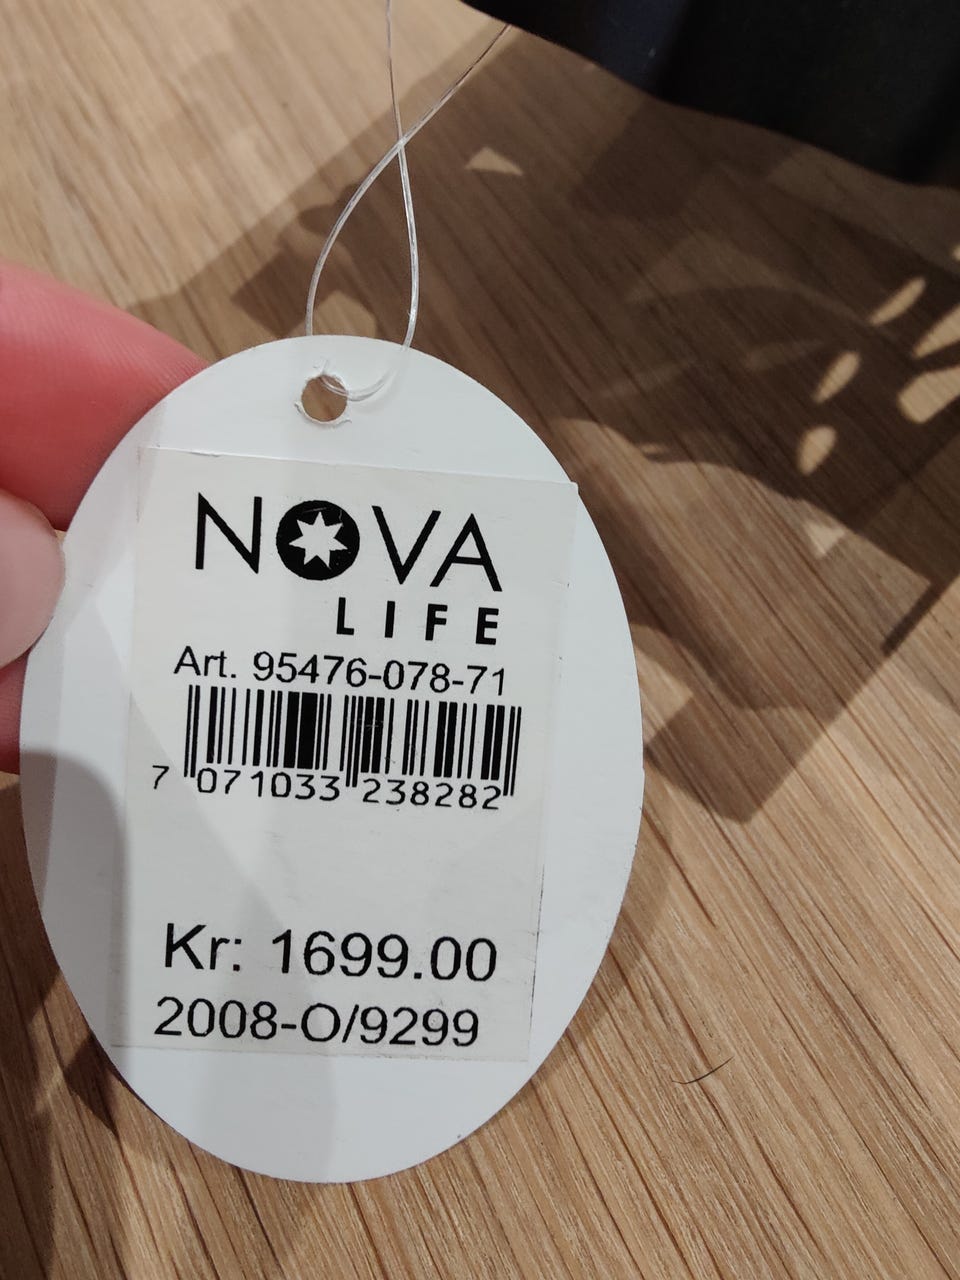 NOVA
LIFE
Art. 95476-078-71
7 071033 238282
Kr: 1699.00
2008-O/9299